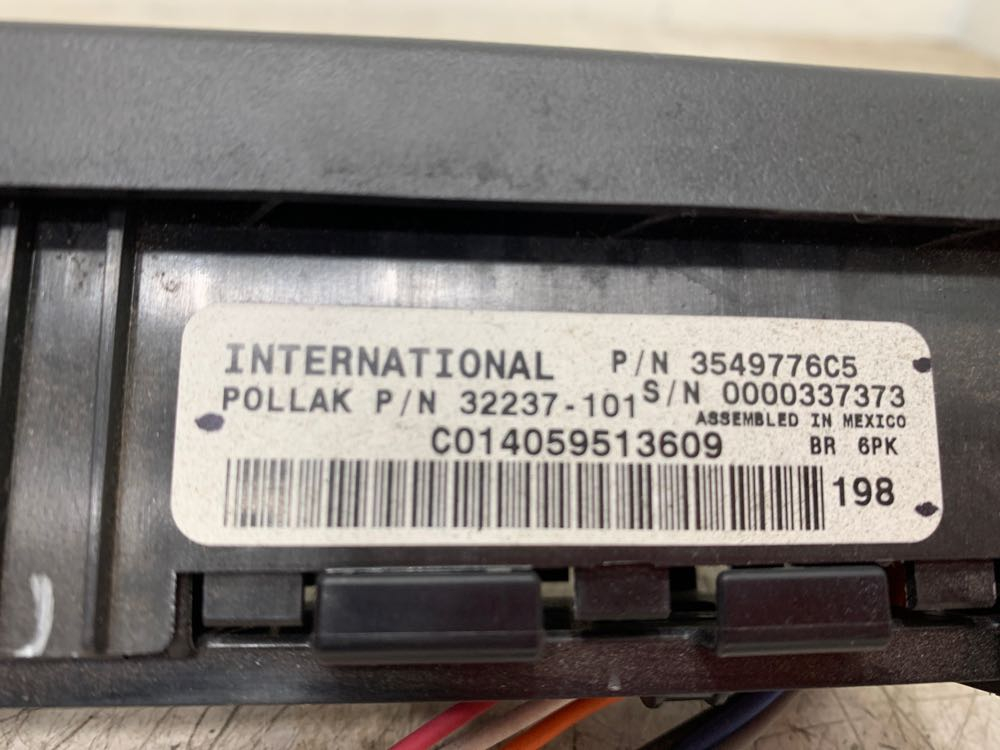 INTERNATIONAL P/N 3549776C5
POLLAK P/N 32237-101 S/N 0000337373
ASSEMBLED IN MEXICO
C014059513609 BR 6PK
198